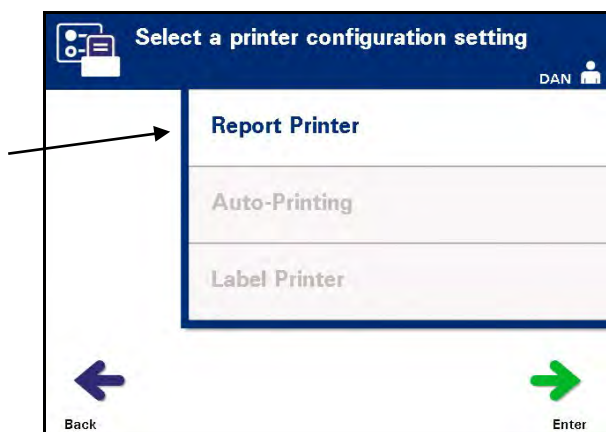 Select a printer configuration setting
DAN
Report Printer
Auto-Printing
Label Printer
Back
Enter